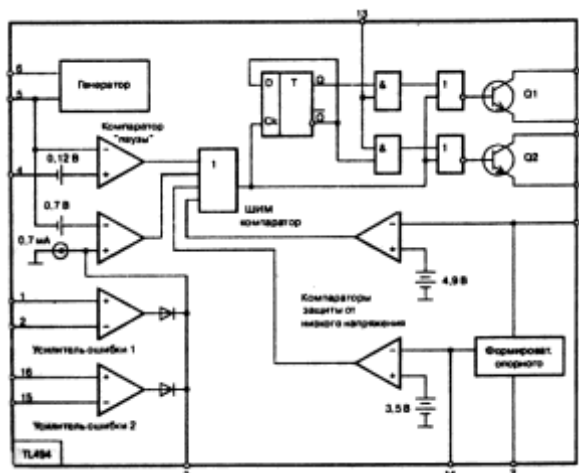 13
6
Генератор
5
D T Q
Ck Q
&
1
Q1
Компаратор
"паузы"
0,12 В
4
1
&
1
Q2
0,7 В
ШИМ
компаратор
0,7 мА
4,9 В
1
2
Усилитель ошибки 1
Компараторы
защиты от
низкого напряжения
Формироват.
опорного
16
15
3,5 В
Усилитель ошибки 2
TL494